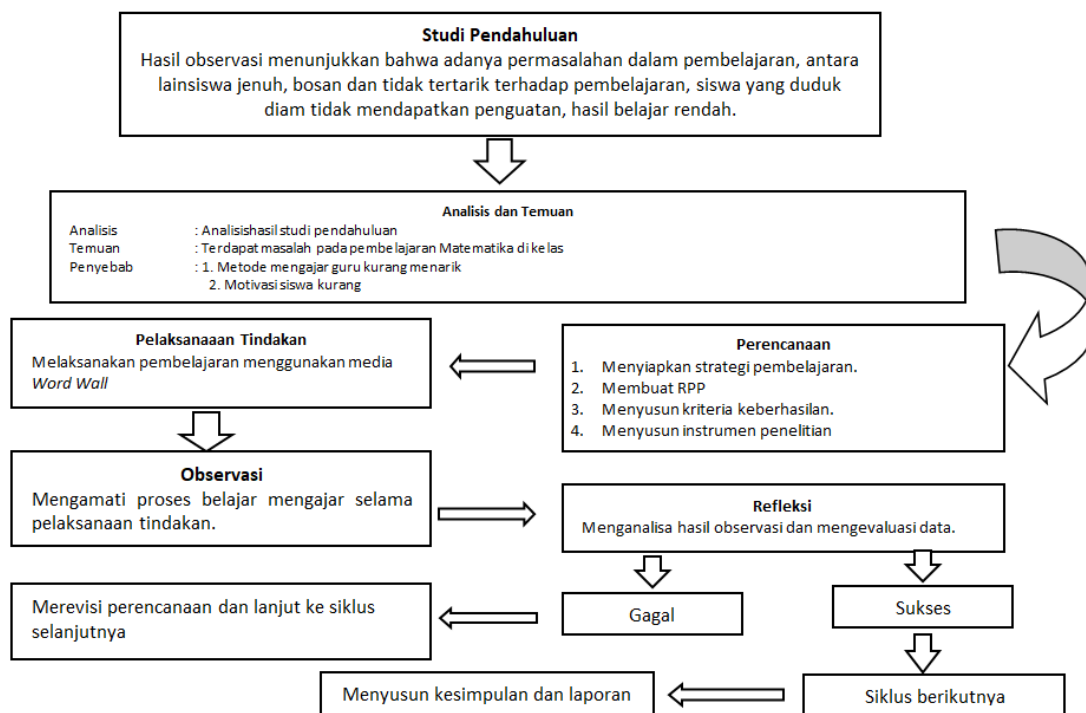 Studi Pendahuluan
Hasil observasi menunjukkan bahwa adanya permasalahan dalam pembelajaran, antara
lainsiswa jenuh, bosan dan tidak tertarik terhadap pembelajaran, siswa yang duduk
diam tidak mendapatkan penguatan, hasil belajar rendah.
Analisis dan Temuan
Analisis : Analisishasil studi pendahuluan
Temuan : Terdapat masalah pada pembelajaran Matematika di kelas
Penyebab : 1. Metode mengajar guru kurang menarik
2. Motivasi siswa kurang
Perencanaan
1. Menyiapkan strategi pembelajaran.
2. Membuat RPP
3. Menyusun kriteria keberhasilan.
4. Menyusun instrumen penelitian
Pelaksanaaan Tindakan
Melaksanakan pembelajaran menggunakan media
Word Wall
Observasi
Mengamati proses belajar mengajar selama
pelaksanaan tindakan.
Refleksi
Menganalisa hasil observasi dan mengevaluasi data.
Gagal
Sukses
Merevisi perencanaan dan lanjut ke siklus
selanjutnya
Siklus berikutnya
Menyusun kesimpulan dan laporan